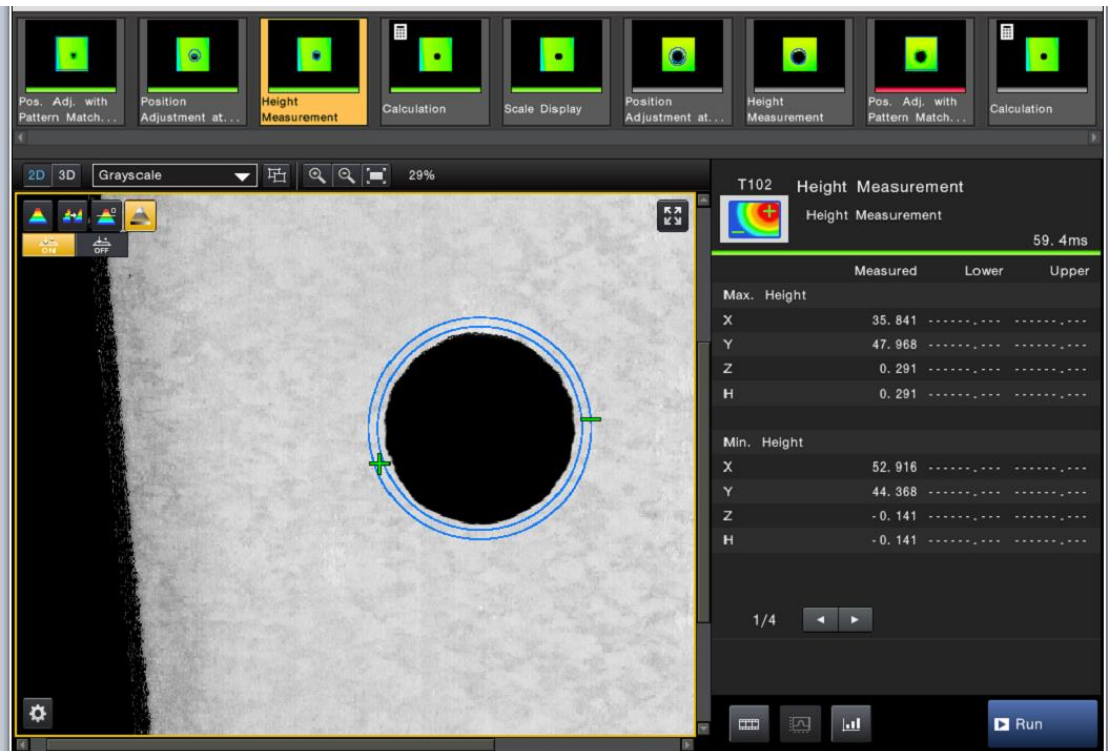 Pos. Adj. with
Pattern Match...
Position
Adjustment at...
Height
Measurement
Calculation
Scale Display
Position
Adjustment at...
Height
Measurement
Pos. Adj. with
Pattern Match...
Calculation
2D 3D Grayscale 29%
ON OFF
T102 Height Measurement
Height Measurement
59.4ms
Measured Lower Upper
Max. Height
X 35.841 ------.--- ------.---
Y 47.968 ------.--- ------.---
Z 0.291 ------.--- ------.---
H 0.291 ------.--- ------.---
Min. Height
X 52.916 ------.--- ------.---
Y 44.368 ------.--- ------.---
Z -0.141 ------.--- ------.---
H -0.141 ------.--- ------.---
1/4
Run